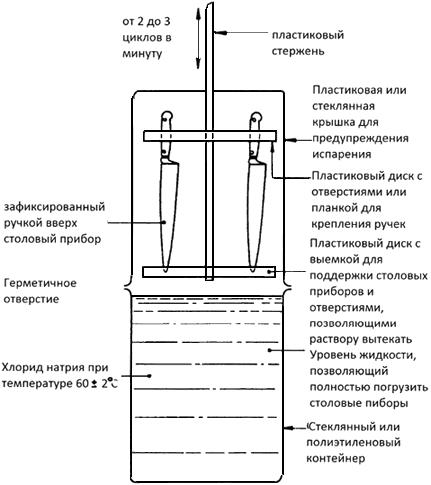 от 2 до 3
циклов в
минуту
пластиковый
стержень
Пластиковая или
стеклянная
крышка для
предупреждения
испарения
Пластиковый диск с
отверстиями или
планкой для
крепления ручек
зафиксированный
ручкой вверх
столовый прибор
Пластиковый диск с
выемкой для
поддержки столовых
приборов и
отверстиями,
позволяющими
раствору вытекать
Герметичное
отверстие
Уровень жидкости,
позволяющий
полностью погрузить
столовые пиборы
Хлорид натрия при
температуре 60 ± 2°С
Стеклянный или
полиэтиленовый
контейнер